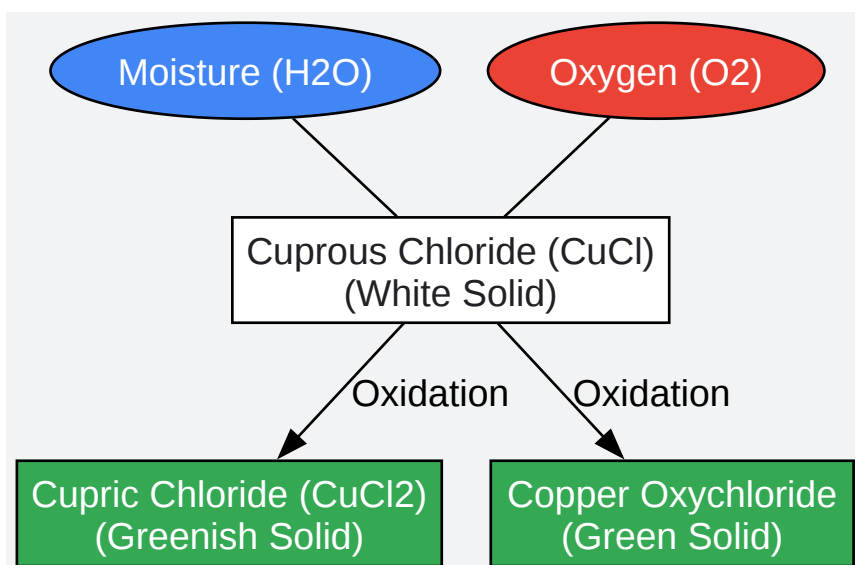 Moisture (H2O)
Oxygen (O2)
Cuprous Chloride (CuCl)
(White Solid)
Oxidation
Oxidation
Cupric Chloride (CuCl2)
(Greenish Solid)
Copper Oxychloride
(Green Solid)